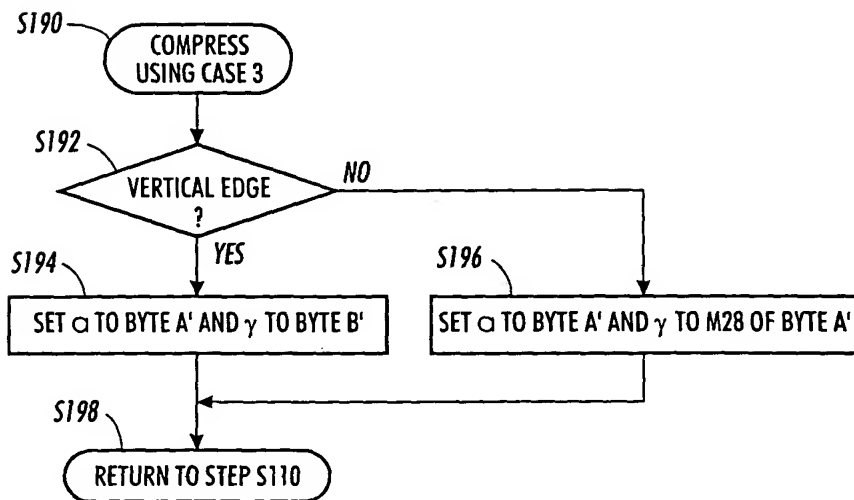 S190
COMPRESS
USING CASE 3
S192
VERTICAL EDGE
?
NO
YES
S194
SET α TO BYTE A' AND γ TO BYTE B'
S196
SET α TO BYTE A' AND γ TO M28 OF BYTE A'
S198
RETURN TO STEP S110